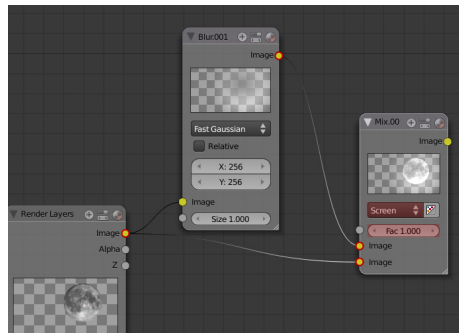 Blur.001
Image
Fast Gaussian
Relative
X: 256
Y: 256
Image
Size 1.000
Render Layers
Image
Alpha
Z
Mix.00
Image
Screen
Fac 1.000
Image
Image